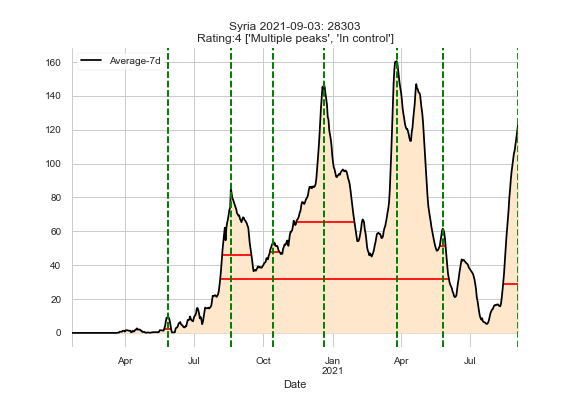 Syria 2021-09-03: 28303
Rating:4 ['Multiple peaks', 'In control']
Average-7d
160
140
120
100
80
60
40
20
0
Apr
Jul
Oct
Jan
2021
Apr
Jul
Date